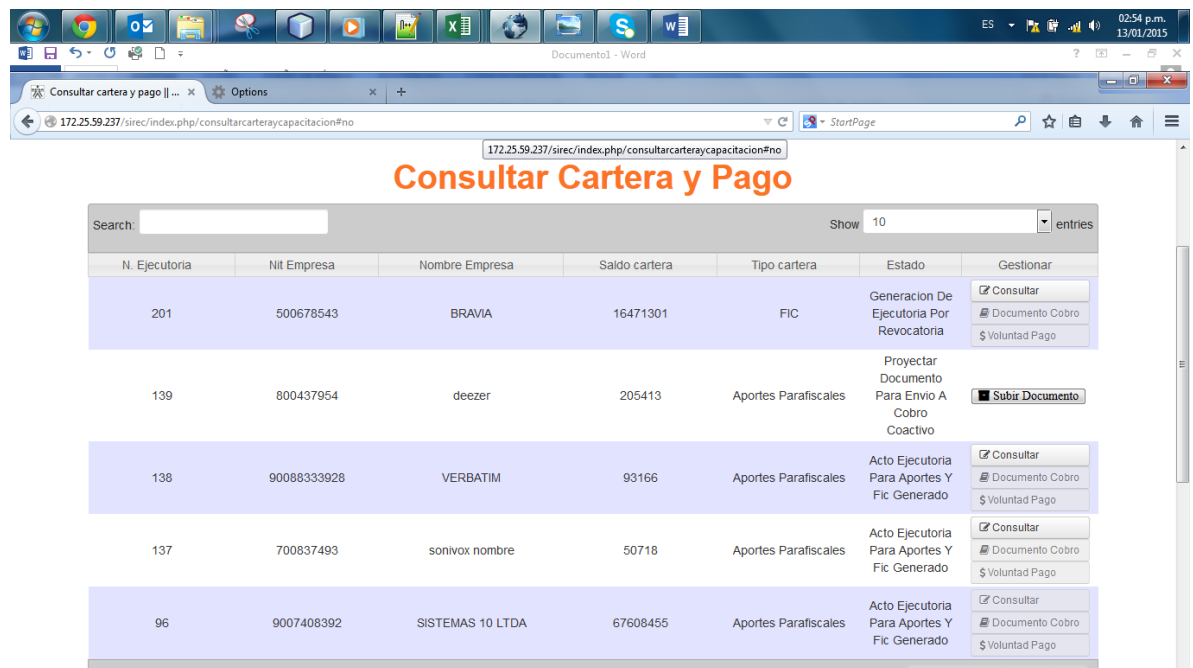 ES
02:54 p.m.
13/01/2015
Documento1 - Word
Consultar cartera y pago || ... ×
Options ×
172.25.59.237/sirec/index.php/consultarcarteraycapacitacion#no
StartPage
172.25.59.237/sirec/index.php/consultarcarteraycapacitacion#no
Consultar Cartera y Pago
Search:
Show 10 entries
N. Ejecutoria Nit Empresa Nombre Empresa Saldo cartera Tipo cartera Estado Gestionar
201 500678543 BRAVIA 16471301 FIC
Generacion De
Ejecutoria Por
Revocatoria
Consultar
Documento Cobro
$ Voluntad Pago
139 800437954 deezer 205413 Aportes Parafiscales
Proyectar
Documento
Para Envio A
Cobro
Coactivo
Subir Documento
138 90088333928 VERBATIM 93166 Aportes Parafiscales
Acto Ejecutoria
Para Aportes Y
Fic Generado
Consultar
Documento Cobro
$ Voluntad Pago
137 700837493 sonivox nombre 50718 Aportes Parafiscales
Acto Ejecutoria
Para Aportes Y
Fic Generado
Consultar
Documento Cobro
$ Voluntad Pago
96 9007408392 SISTEMAS 10 LTDA 67608455 Aportes Parafiscales
Acto Ejecutoria
Para Aportes Y
Fic Generado
Consultar
Documento Cobro
$ Voluntad Pago